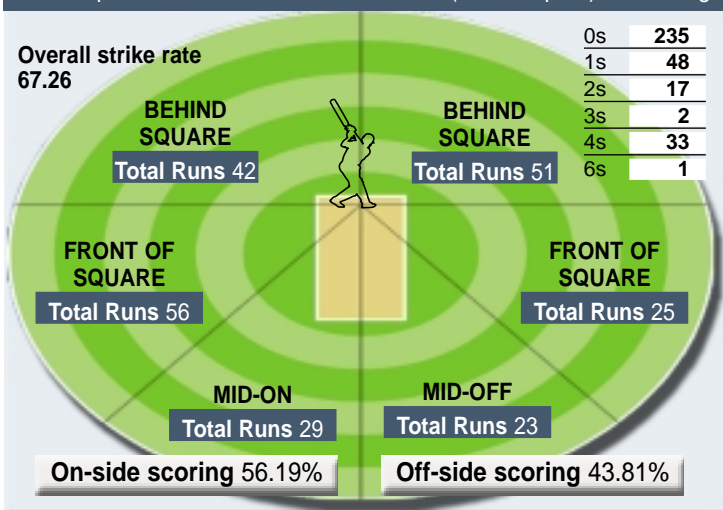 Overall strike rate
67.26
0s 235
1s 48
2s 17
3s 2
4s 33
6s 1
BEHIND
SQUARE
Total Runs 42
BEHIND
SQUARE
Total Runs 51
FRONT OF
SQUARE
Total Runs 56
FRONT OF
SQUARE
Total Runs 25
MID-ON
Total Runs 29
MID-OFF
Total Runs 23
On-side scoring 56.19%
Off-side scoring 43.81%